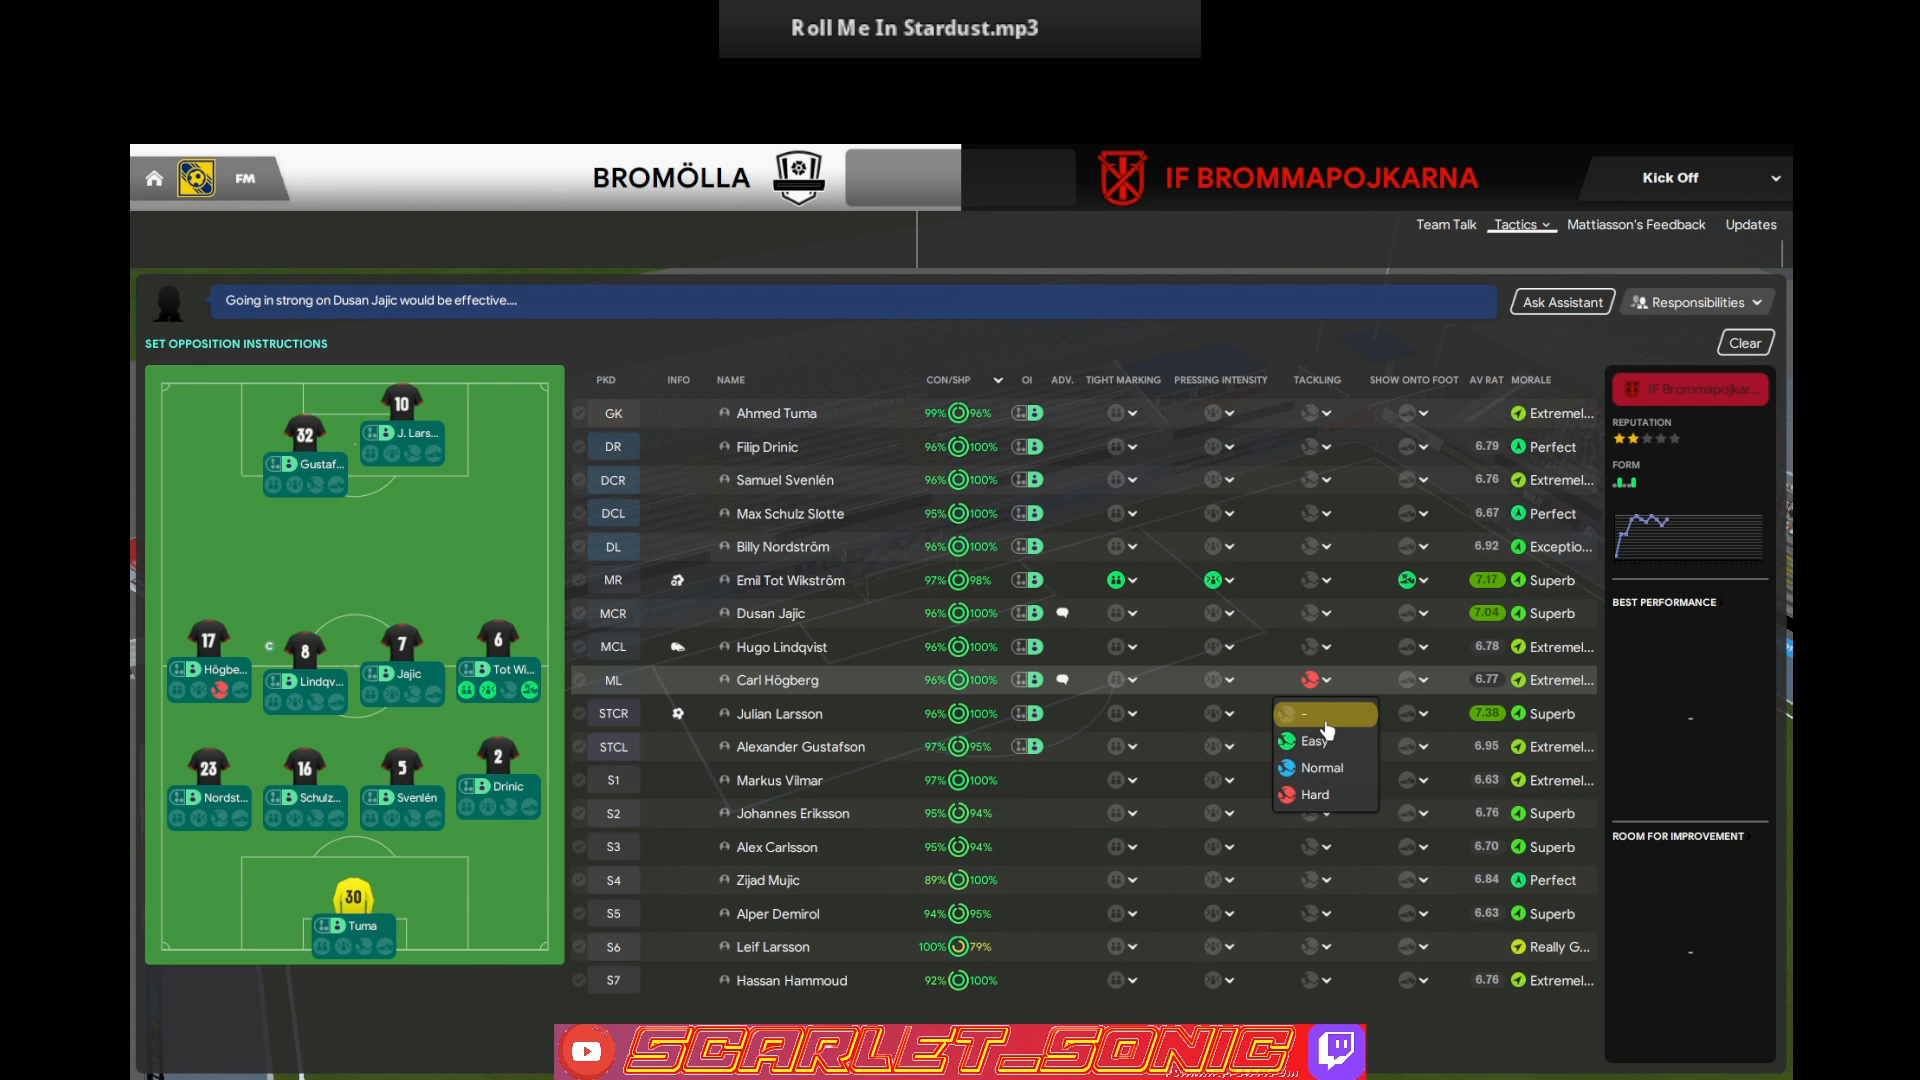 Roll Me In Stardust.mp3
FM
BROMÖLLA
IF BROMMAPOJKARNA
Kick Off
Team Talk
Tactics
Mattiasson's Feedback
Updates
Going in strong on Dusan Jajic would be effective....
Ask Assistant
Responsibilities
SET OPPOSITION INSTRUCTIONS
Clear
10
J. Lars...
32
Gustaf...
17
Högbe...
C
8
Lindqv...
7
Jajic
6
Tot Wi...
23
Nordst...
16
Schulz...
5
Svenlén
2
Drinic
30
Tuma
PKD INFO NAME CON/SHP OI ADV. TIGHT MARKING PRESSING INTENSITY TACKLING SHOW ONTO FOOT AV RAT MORALE
GK Ahmed Tuma 99% 96% Extremel...
DR Filip Drinic 96% 100% 6.79 Perfect
DCR Samuel Svenlén 96% 100% 6.76 Extremel...
DCL Max Schulz Slotte 95% 100% 6.67 Perfect
DL Billy Nordström 96% 100% 6.92 Exceptio...
MR Emil Tot Wikström 97% 98% 7.17 Superb
MCR Dusan Jajic 96% 100% 7.04 Superb
MCL Hugo Lindqvist 96% 100% 6.78 Extremel...
ML Carl Högberg 96% 100% 6.77 Extremel...
STCR Julian Larsson 96% 100% 7.38 Superb
STCL Alexander Gustafson 97% 95% 6.95 Extremel...
S1 Markus Vilmar 97% 100% 6.63 Extremel...
S2 Johannes Eriksson 95% 94% 6.76 Superb
S3 Alex Carlsson 95% 94% 6.70 Superb
S4 Zijad Mujic 89% 100% 6.84 Perfect
S5 Alper Demirol 94% 95% 6.63 Superb
S6 Leif Larsson 100% 79% Really G...
S7 Hassan Hammoud 92% 100% 6.76 Extremel...
-
Easy
Normal
Hard
IF Brommapojkar...
REPUTATION
FORM
BEST PERFORMANCE
-
ROOM FOR IMPROVEMENT
-
SCARLET_SONIC